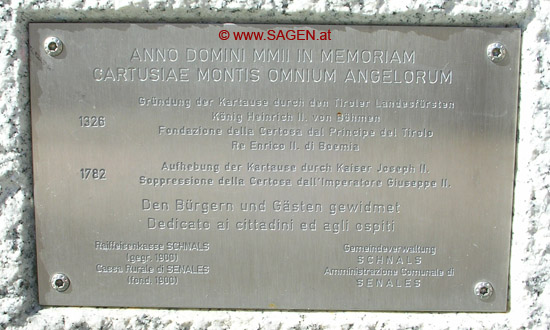 © www.SAGEN.at
ANNO DOMINI MMII IN MEMORIAM
CARTUSIAE MONTIS OMNIUM ANGELORUM
1326
Gründung der Kartause durch den Tiroler Landesfürsten
König Heinrich II. von Böhmen
Fondazione della Certosa dal Principe del Tirolo
Re Enrico II. di Boemia
1782
Aufhebung der Kartause durch Kaiser Joseph II.
Soppressione della Certosa dell'Imperatore Giuseppe II.
Den Bürgern und Gästen gewidmet
Dedicato ai cittadini ed agli ospiti
Raiffeisenkasse SCHNALS
(gegr. 1900)
Cassa Rurale di SENALES
(fond. 1900)
Gemeindeverwaltung
SCHNALS
Amministrazione Comunale di
SENALES